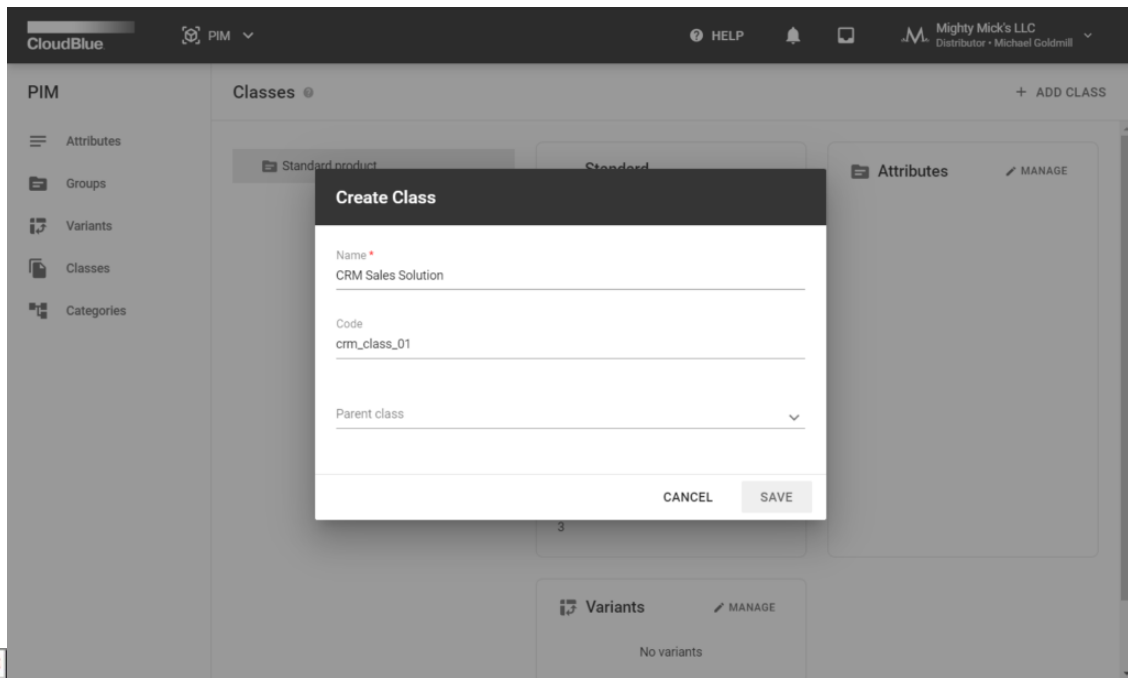 CloudBlue
PIM
HELP
Mighty Mick's LLC
Distributor • Michael Goldmill
PIM
Attributes
Groups
Variants
Classes
Categories
Classes
+ ADD CLASS
Standard product
Standard
Attributes
MANAGE
Create Class
Name *
CRM Sales Solution
Code
crm_class_01
Parent class
CANCEL
SAVE
3
Variants
MANAGE
No variants